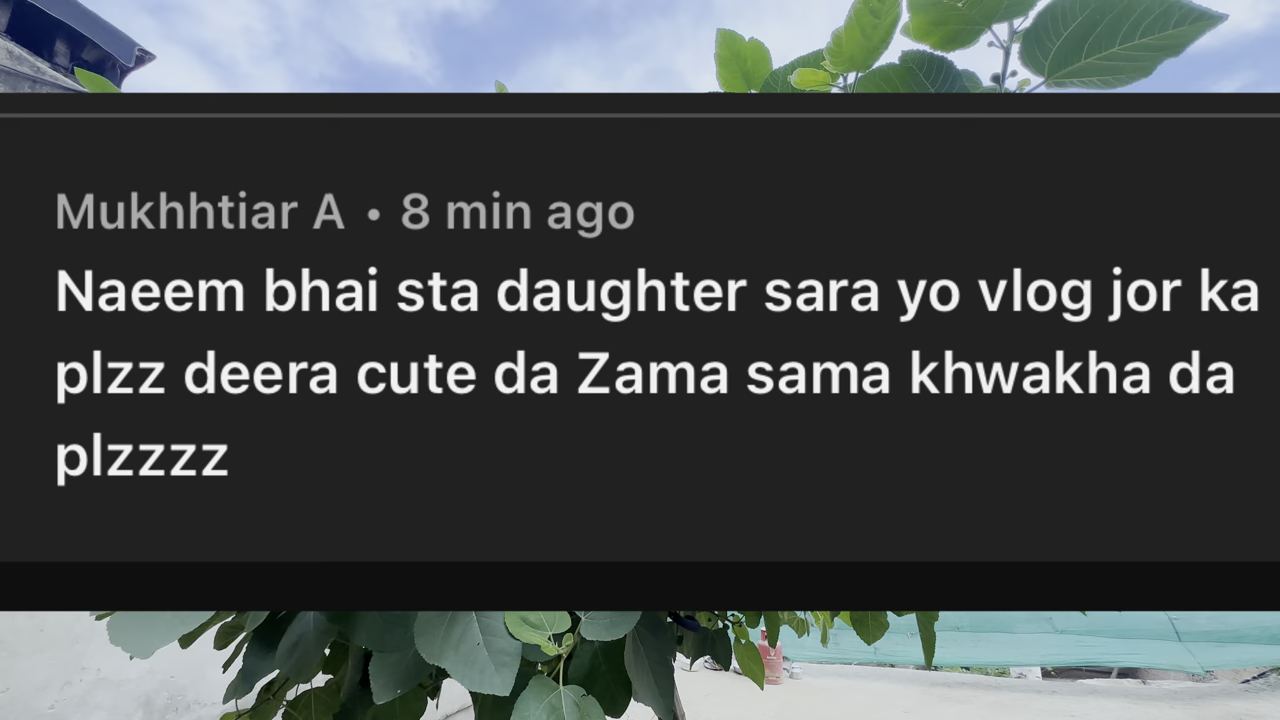 Mukhhtiar A • 8 min ago
Naeem bhai sta daughter sara yo vlog jor ka
plzz deera cute da Zama sama khwakha da
plzzzz